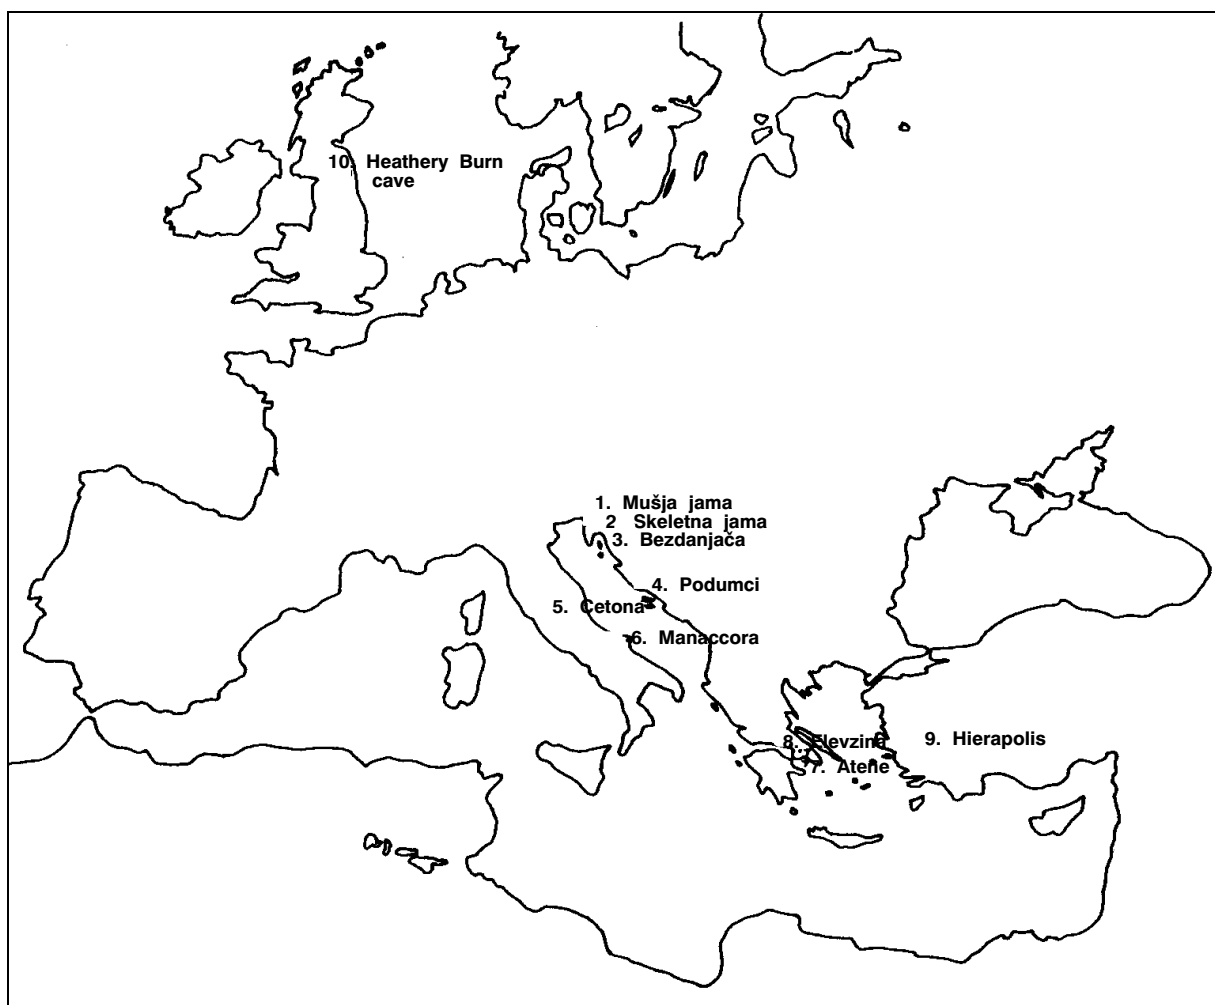 10. Heathery Burn
cave
1. Mušja jama
2 Skeletna jama
3. Bezdanjača
4. Podumci
5. Cetona
6. Manaccora
8. Elevzina
9. Hierapolis
7. Atene